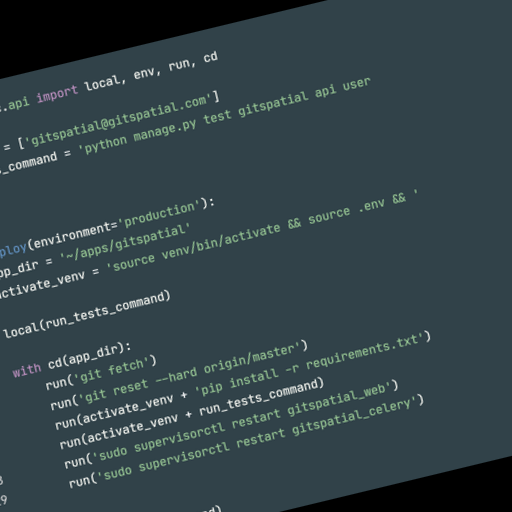 .api import local, env, run, cd
= ['gitspatial@gitspatial.com']
s_command = 'python manage.py test gitspatial api user
ploy(environment='production'):
pp_dir = '~/apps/gitspatial'
activate_venv = 'source venv/bin/activate && source .env && '
local(run_tests_command)
with cd(app_dir):
run('git fetch')
run('git reset --hard origin/master')
run(activate_venv + 'pip install -r requirements.txt')
run(activate_venv + run_tests_command)
run('sudo supervisorctl restart gitspatial_web')
run('sudo supervisorctl restart gitspatial_celery')